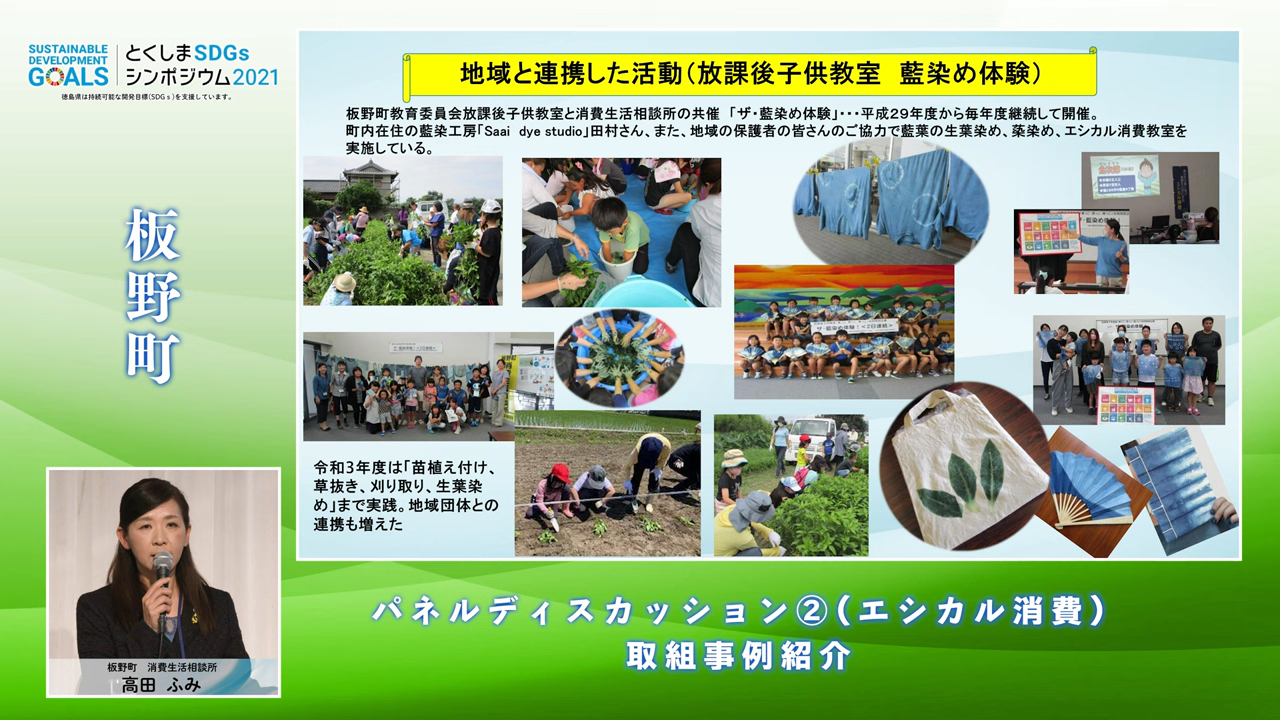 SUSTAINABLE
DEVELOPMENT
GOALS
とくしまSDGs
シンポジウム2021
徳島県は持続可能な開発目標(SDGｓ)を支援しています。
板野町
地域と連携した活動（放課後子供教室　藍染め体験）
板野町教育委員会放課後子供教室と消費生活相談所の共催　「ザ・藍染め体験」・・・平成２９年度から毎年度継続して開催。
町内在住の藍染工房「Saai　dye studio」田村さん、また、地域の保護者の皆さんのご協力で藍葉の生葉染め、蒅染め、エシカル消費教室を
実施している。
ザ・藍染め体験！＜2日連続＞
令和3年度は「苗植え付け、
草抜き、刈り取り、生葉染
め」まで実践。地域団体との
連携も増えた
板野町　消費生活相談所
高田　ふみ
パネルディスカッション②（エシカル消費）
取組事例紹介